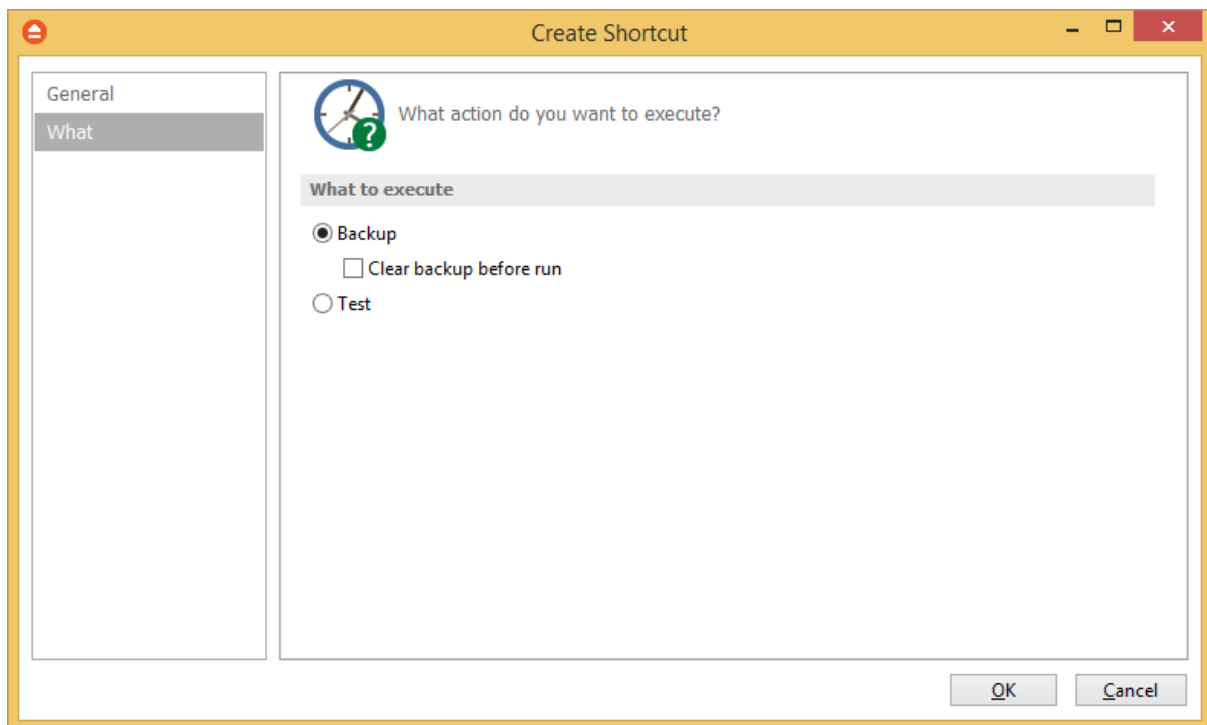 Create Shortcut
General
What
What action do you want to execute?
What to execute
Backup
Clear backup before run
Test
OK
Cancel